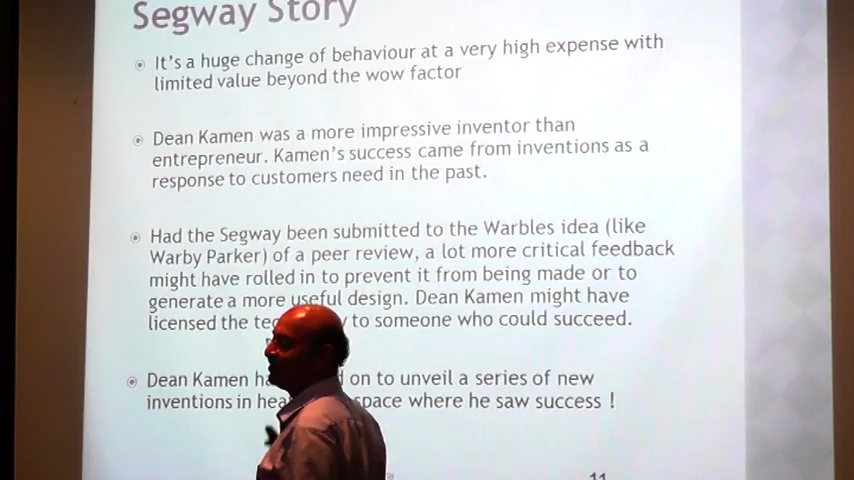 Segway Story
It's a huge change of behaviour at a very high expense with
limited value beyond the wow factor
Dean Kamen was a more impressive inventor than
entrepreneur. Kamen's success came from inventions as a
response to customers need in the past.
Had the Segway been submitted to the Warbles idea (like
Warby Parker) of a peer review, a lot more critical feedback
might have rolled in to prevent it from being made or to
generate a more useful design. Dean Kamen might have
licensed the to someone who could succeed.
Dean Kamen on to unveil a series of new
inventions in space where he saw success !
11